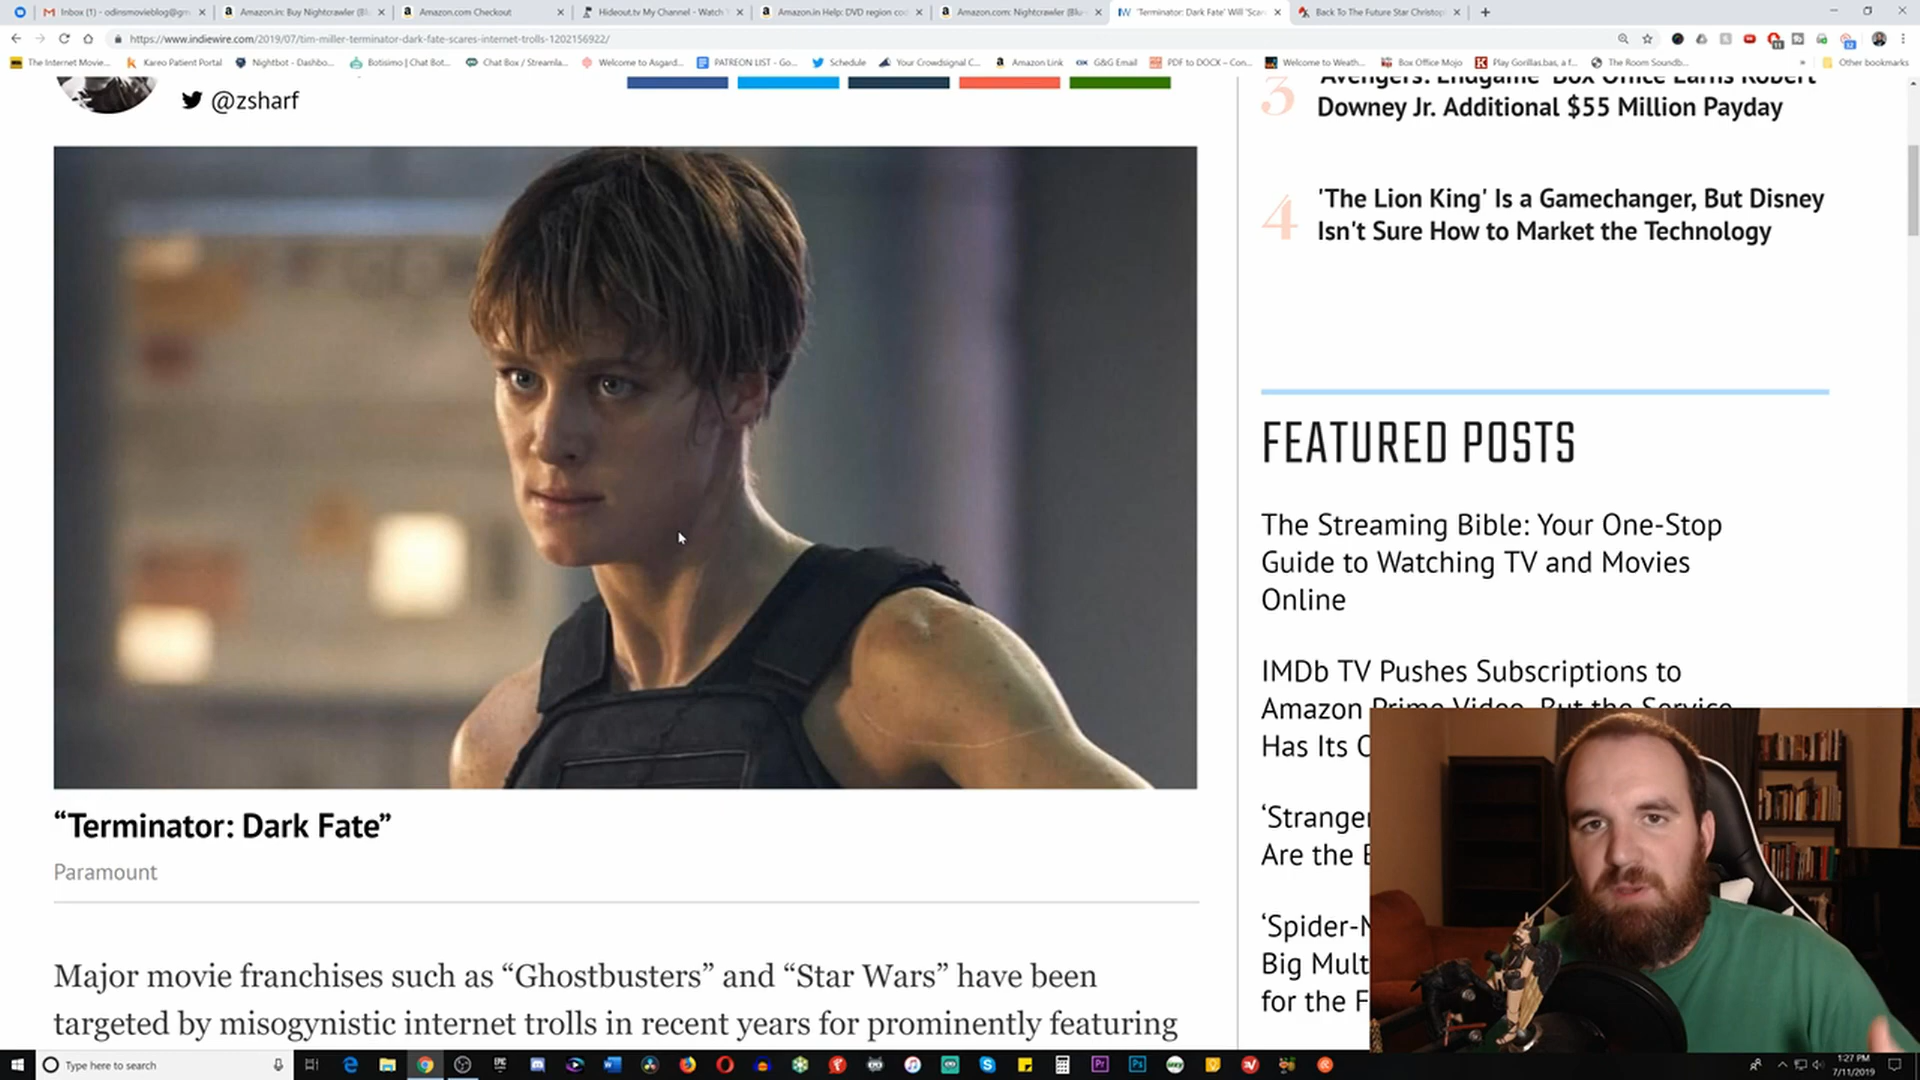 Inbox (1) - odinsmovieblog@gm
Amazon.in: Buy Nightcrawler (Blu
Amazon.com Checkout
Hideout.tv My Channel - Watch
Amazon.in Help: DVD region co
Amazon.com: Nightcrawler (Blu
'Terminator: Dark Fate' Will 'Scar
Back To The Future Star Christop
https://www.indiewire.com/2019/07/tim-miller-terminator-dark-fate-scares-internet-trolls-1202156922/
The Internet Movie...
Kareo Patient Portal
Nightbot - Dashbo...
Botisimo | Chat Bot...
Chat Box / Streamla...
Welcome to Asgard...
PATREON LIST - Go...
Schedule
Your Crowdsignal C...
Amazon Link
G&G Email
PDF to DOCX – Con...
Welcome to Weath...
Box Office Mojo
Play Gorillas.bas, a f...
The Room Soundb...
Other bookmarks
@zsharf
3
'Avengers: Endgame' Box Office Earns Robert
Downey Jr. Additional $55 Million Payday
4
'The Lion King' Is a Gamechanger, But Disney
Isn't Sure How to Market the Technology
FEATURED POSTS
The Streaming Bible: Your One-Stop
Guide to Watching TV and Movies
Online
IMDb TV Pushes Subscriptions to
Amazon Prime Video, But the Service
Has Its
'Stranger
Are the
'Spider-
Big Mult
for the F
“Terminator: Dark Fate”
Paramount
Major movie franchises such as “Ghostbusters” and “Star Wars” have been
targeted by misogynistic internet trolls in recent years for prominently featuring
Type here to search
1:27 PM
7/11/2019